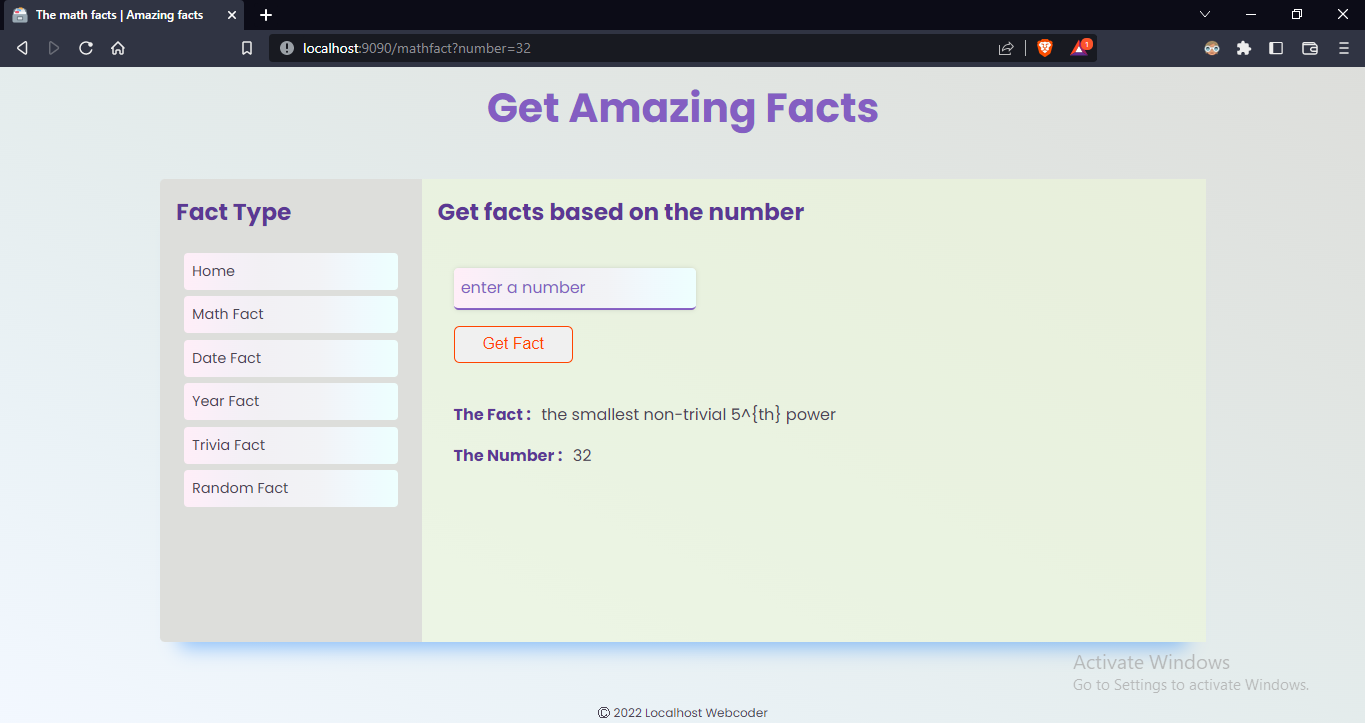 The math facts | Amazing facts
localhost:9090/mathfact?number=32
1
Get Amazing Facts
Fact Type
Home
Math Fact
Date Fact
Year Fact
Trivia Fact
Random Fact
Get facts based on the number
enter a number
Get Fact
The Fact : the smallest non-trivial 5^{th} power
The Number : 32
Activate Windows
Go to Settings to activate Windows.
© 2022 Localhost Webcoder